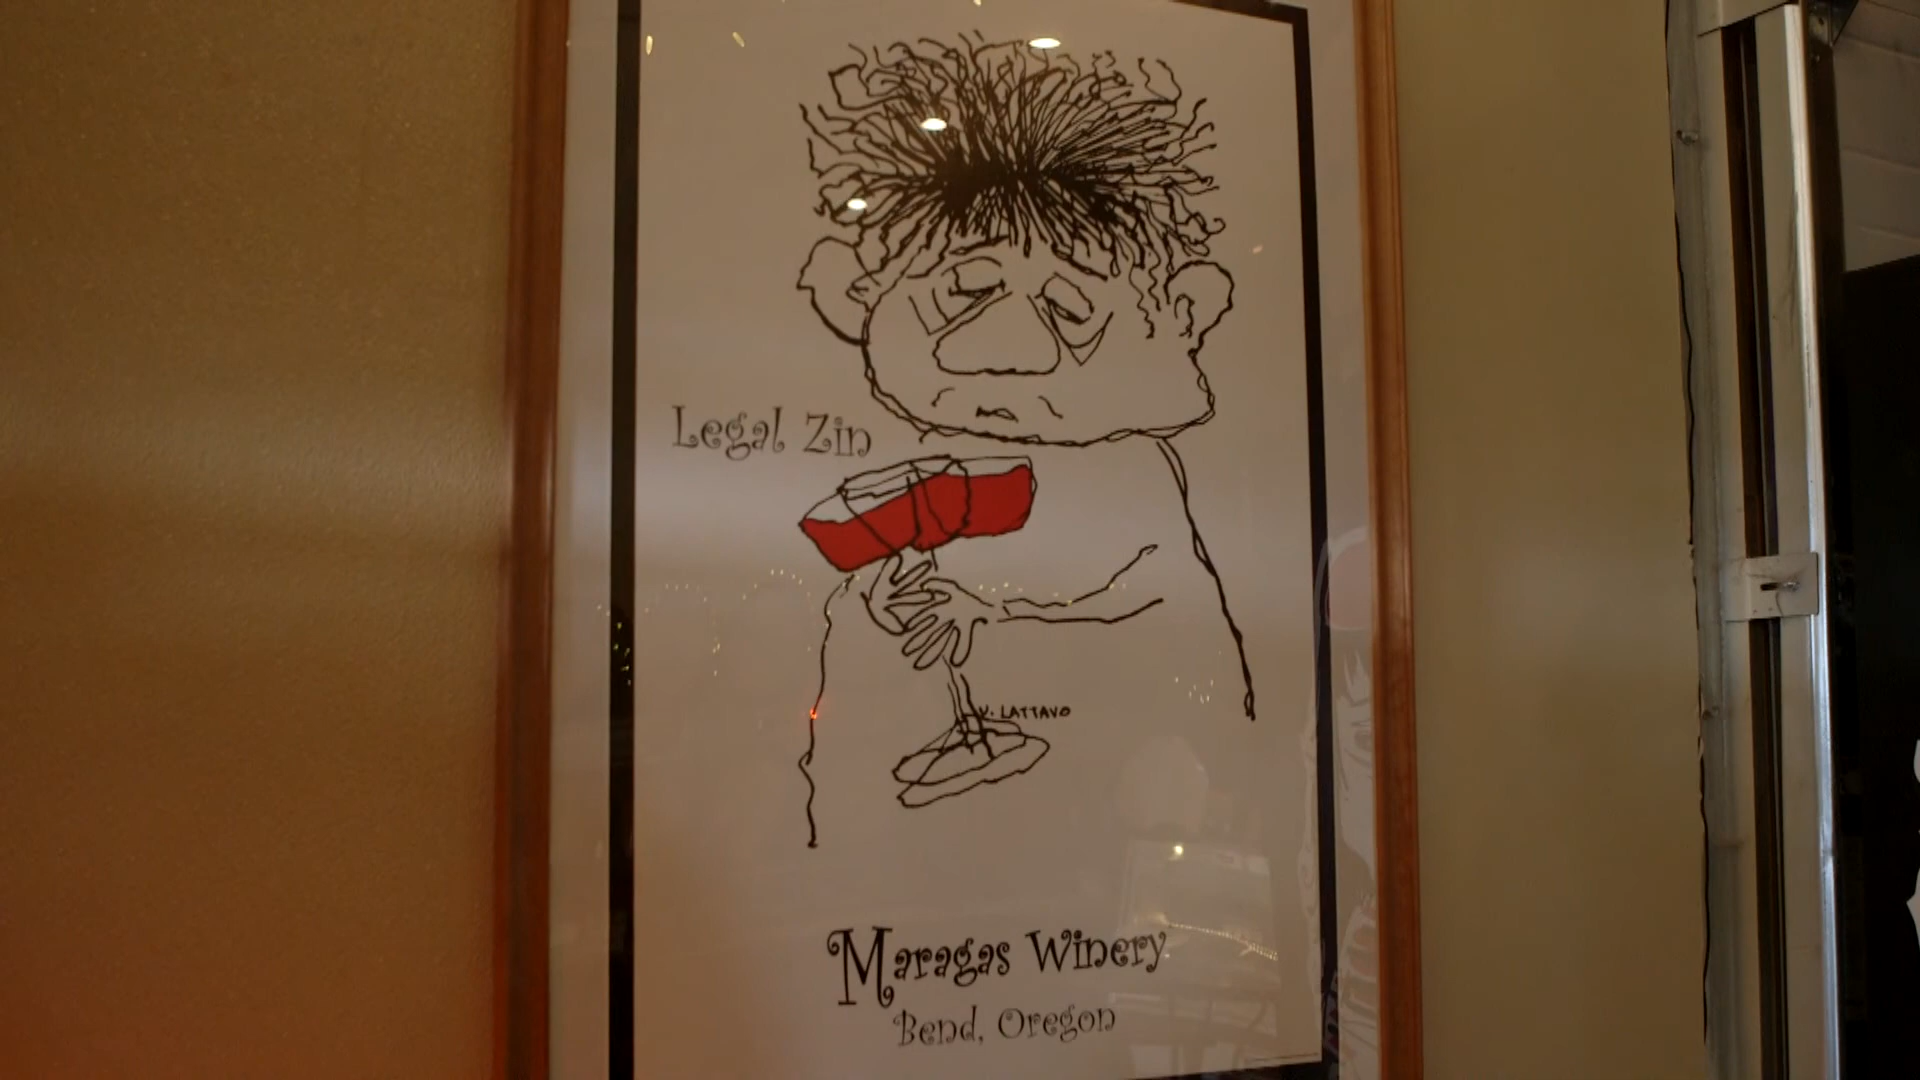 Legal Zin
V. LATTAVO
Maragas Winery
Bend, Oregon